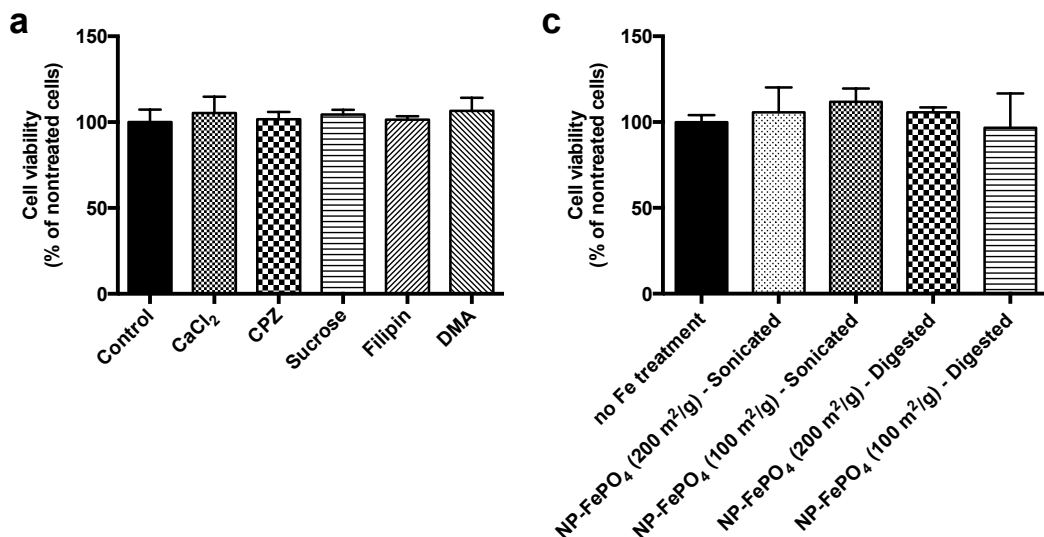 a
Cell viability
(% of nontreated cells)
150
100
50
0
Control
CaCl₂
CPZ
Sucrose
Filipin
DMA
c
Cell viability
(% of nontreated cells)
150
100
50
0
no Fe treatment
NP-FePO₄ (200 m²/g) - Sonicated
NP-FePO₄ (100 m²/g) - Sonicated
NP-FePO₄ (200 m²/g) - Digested
NP-FePO₄ (100 m²/g) - Digested